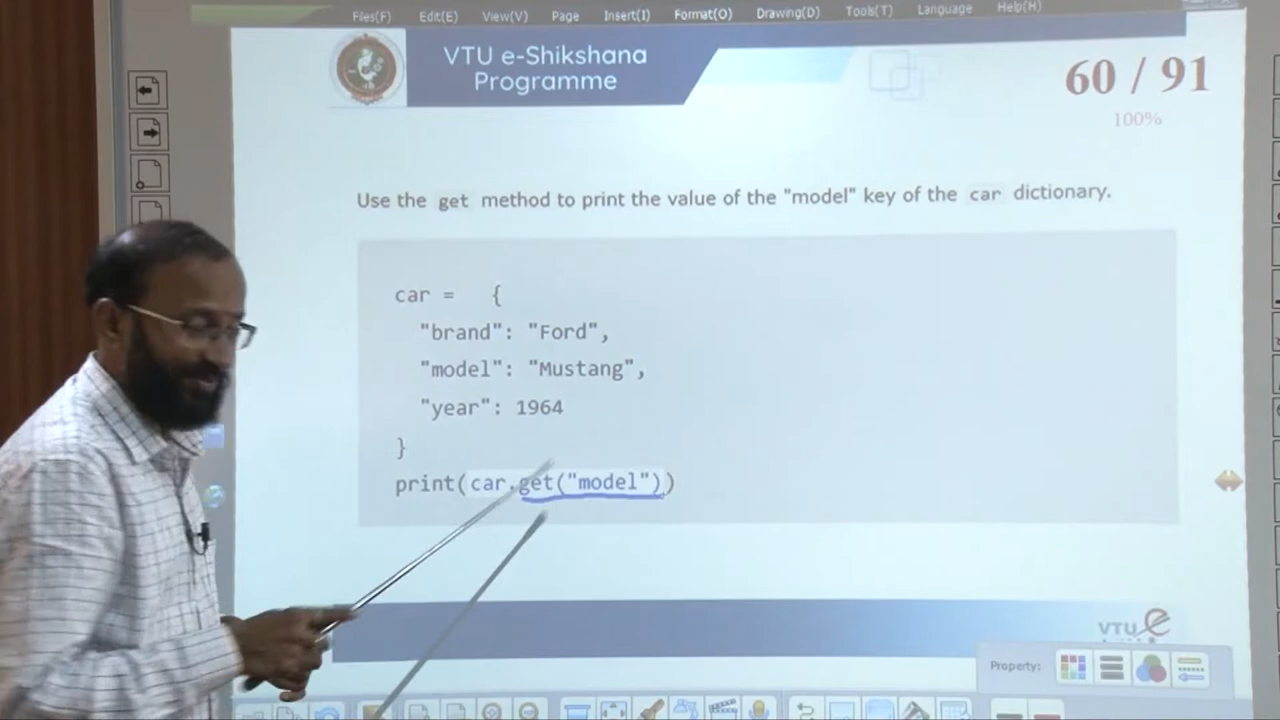 Files(F) Edit(E) View(V) Page Insert(I) Format(O) Drawing(D) Tools(T) Language Help(H)
VTU e-Shikshana
Programme
60 / 91
100%
Use the get method to print the value of the "model" key of the car dictionary.
car = {
"brand": "Ford",
"model": "Mustang",
"year": 1964
}
print(car.get("model"))
VTU e
Property: